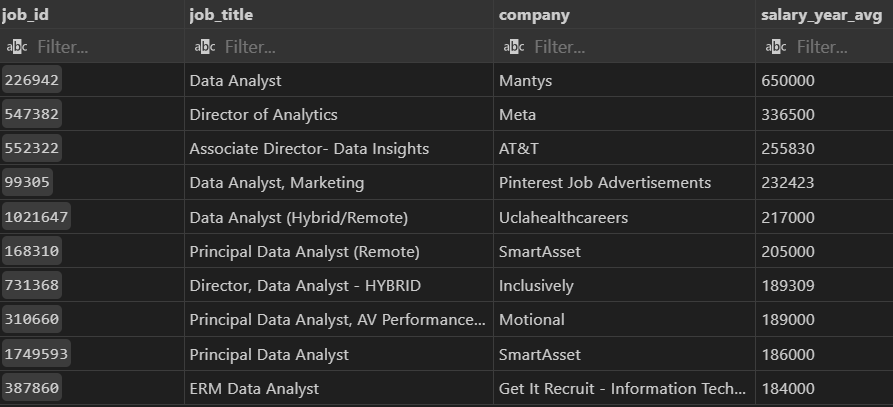 job_id job_title company salary_year_avg
abc Filter... abc Filter... abc Filter... abc Filter...
226942 Data Analyst Mantys 650000
547382 Director of Analytics Meta 336500
552322 Associate Director- Data Insights AT&T 255830
99305 Data Analyst, Marketing Pinterest Job Advertisements 232423
1021647 Data Analyst (Hybrid/Remote) Uclahealthcareers 217000
168310 Principal Data Analyst (Remote) SmartAsset 205000
731368 Director, Data Analyst - HYBRID Inclusively 189309
310660 Principal Data Analyst, AV Performance... Motional 189000
1749593 Principal Data Analyst SmartAsset 186000
387860 ERM Data Analyst Get It Recruit - Information Tech... 184000